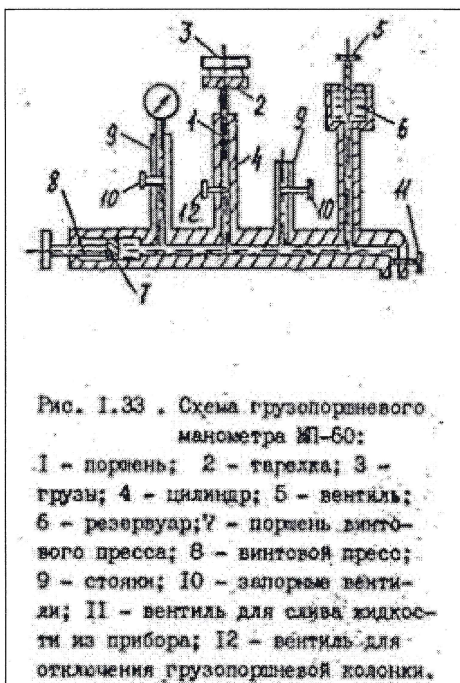 3
5
2
1
6
9
9
4
10
12
10
8
11
7
Рис. I.33 . Схема грузопоршневого
манометра МП-60:
I - поршень; 2 - тарелка; 3 -
грузы; 4 - цилиндр; 5 - вентиль;
6 - резервуар; 7 - поршень винто-
вого пресса; 8 - винтовой пресс;
9 - стояки; IO - запорные венти-
ли; II - вентиль для слива жидкос-
ти из прибора; I2 - вентиль для
отключения грузопоршневой колонки.